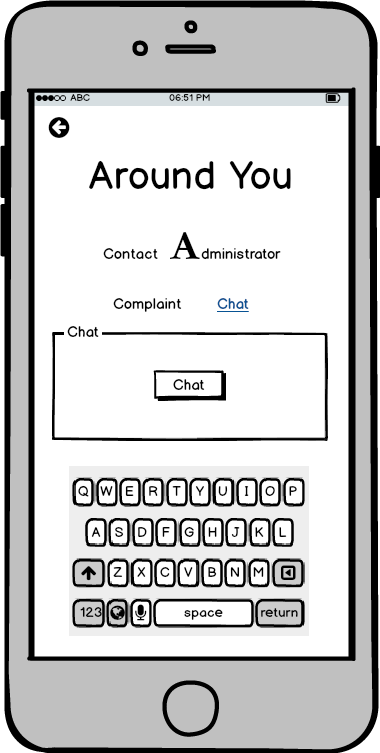 ABC 06:51 PM
Around You
Contact Administrator
Complaint Chat
Chat
Chat
Q W E R T Y U I O P
A S D F G H J K L
Z X C V B N M
123 space return